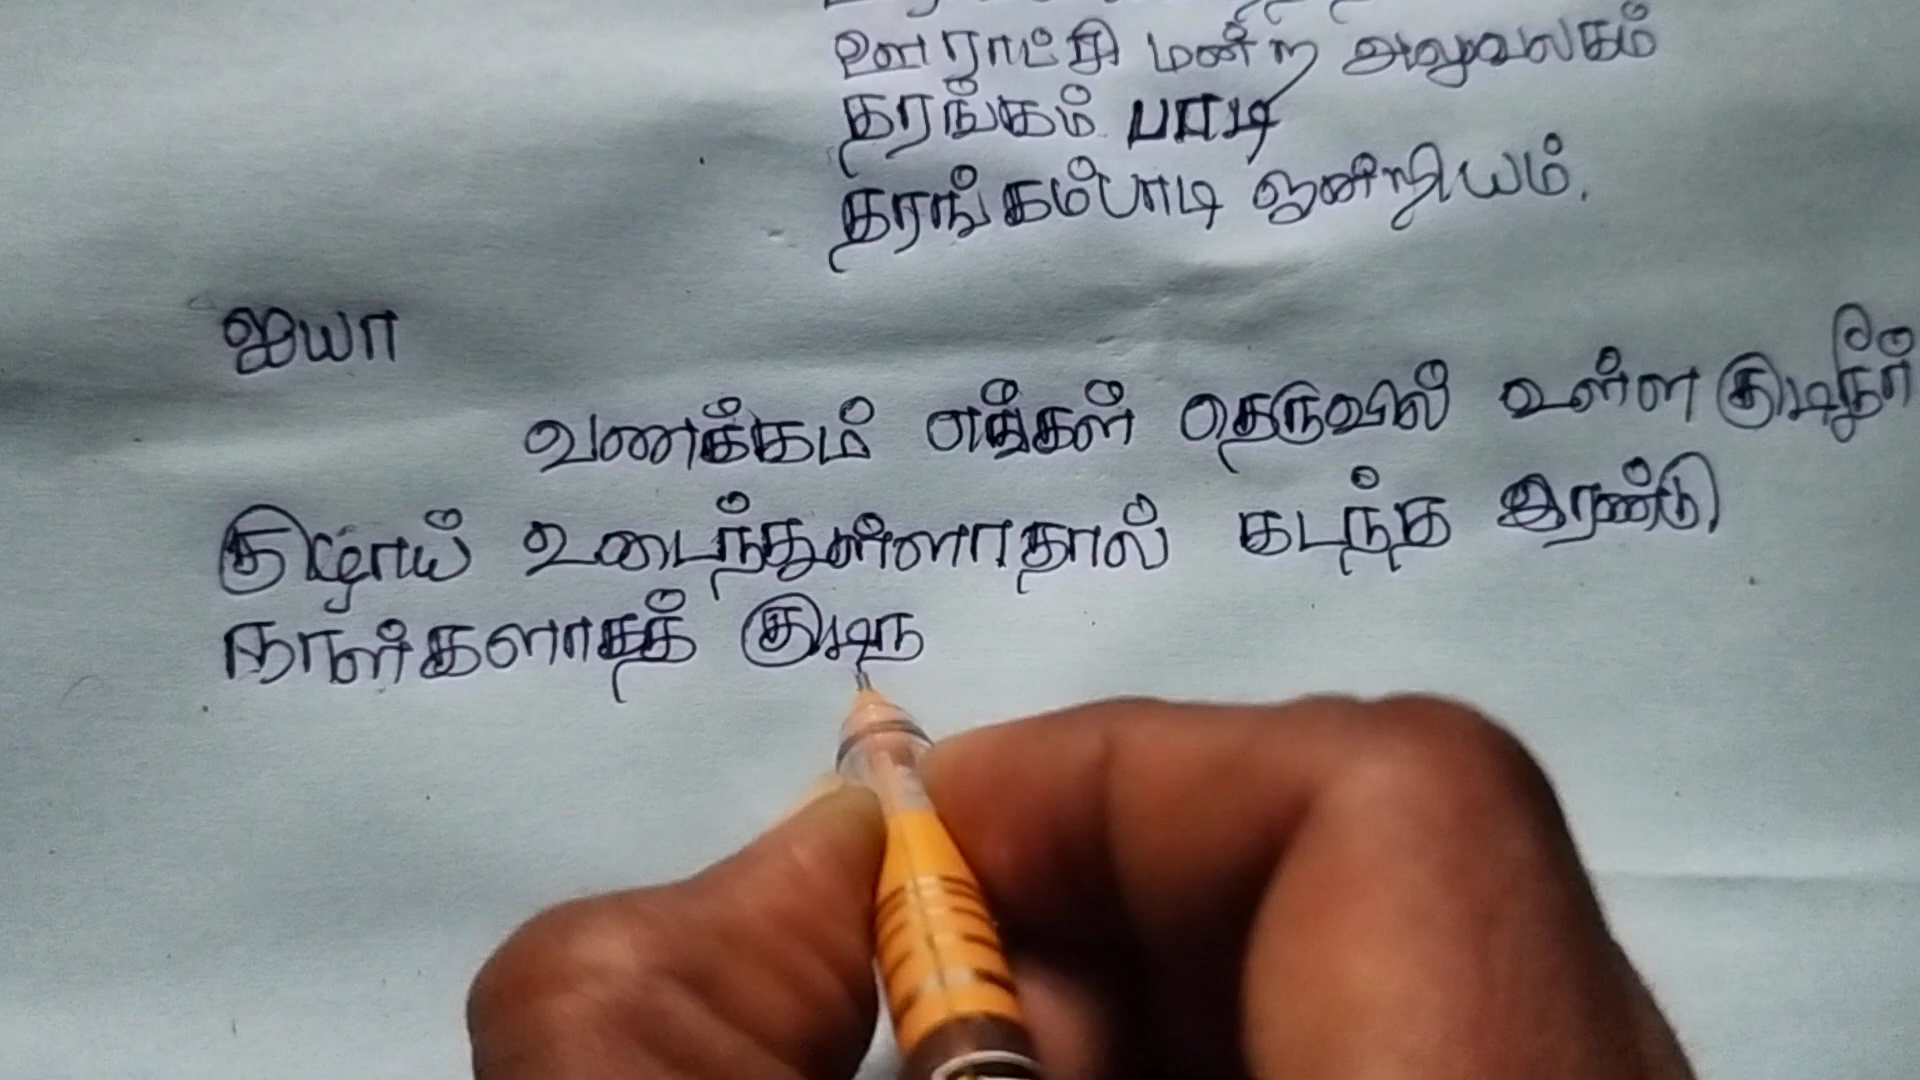 ஊராட்சி மன்ற அலுவலகம்
தரங்கம் பாடி
தரங்கம்பாடி ஒன்றியம்.
ஐயா
வணக்கம் எங்கள் தெருவில் உள்ள குடிநீர்
குழாய் உடைந்துள்ளாதால் கடந்த இரண்டு
நாள்களாகக் குடிந